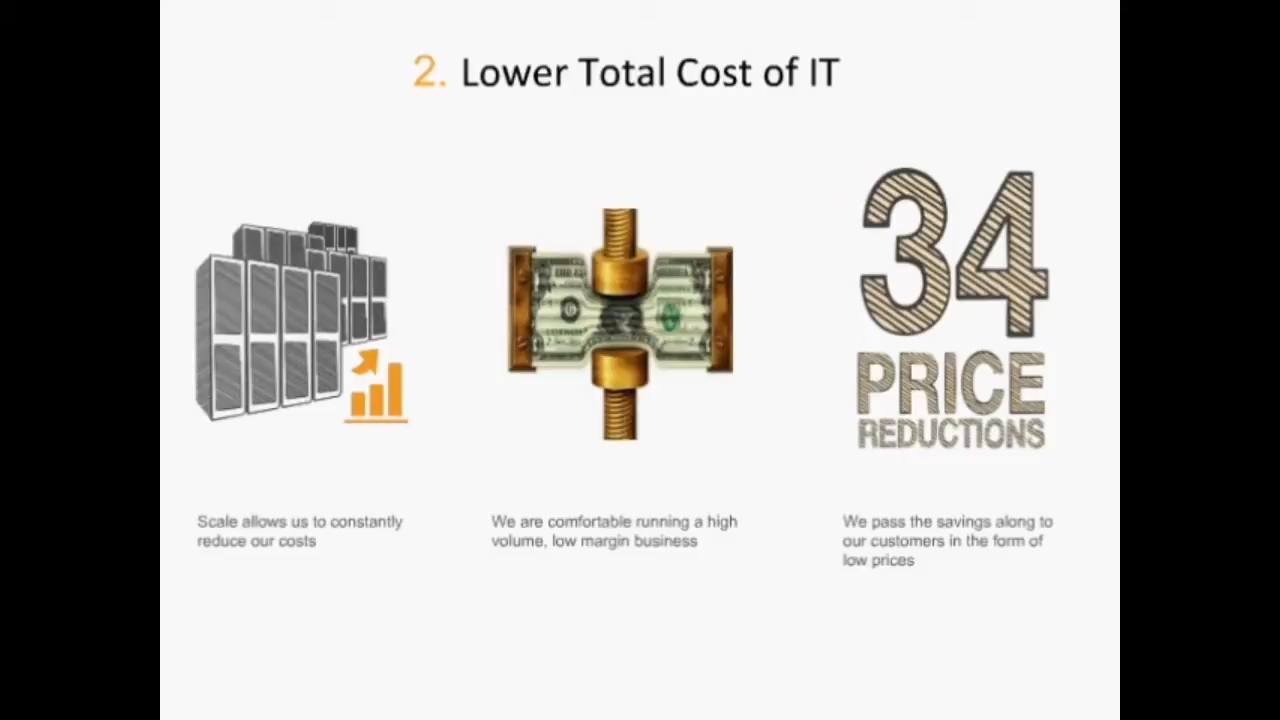 2. Lower Total Cost of IT
34
PRICE
REDUCTIONS
Scale allows us to constantly
reduce our costs
We are comfortable running a high
volume, low margin business
We pass the savings along to
our customers in the form of
low prices